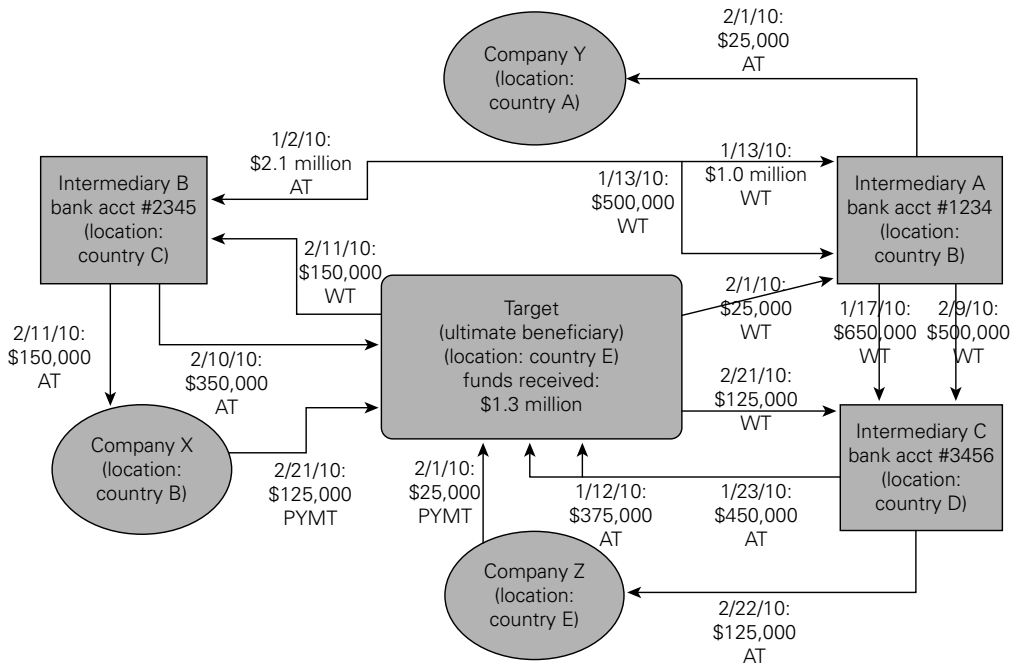 2/1/10:
$25,000
AT
Company Y
(location:
country A)
1/2/10:
$2.1 million
AT
1/13/10:
$500,000
WT
1/13/10:
$1.0 million
WT
Intermediary B
bank acct #2345
(location:
country C)
Intermediary A
bank acct #1234
(location:
country B)
2/11/10:
$150,000
WT
Target
(ultimate beneficiary)
(location: country E)
funds received:
$1.3 million
2/1/10:
$25,000
WT
1/17/10:
$650,000
WT
2/9/10:
$500,000
WT
2/11/10:
$150,000
AT
2/10/10:
$350,000
AT
2/21/10:
$125,000
WT
Company X
(location:
country B)
2/21/10:
$125,000
PYMT
2/1/10:
$25,000
PYMT
1/12/10:
$375,000
AT
1/23/10:
$450,000
AT
Intermediary C
bank acct #3456
(location:
country D)
Company Z
(location:
country E)
2/22/10:
$125,000
AT